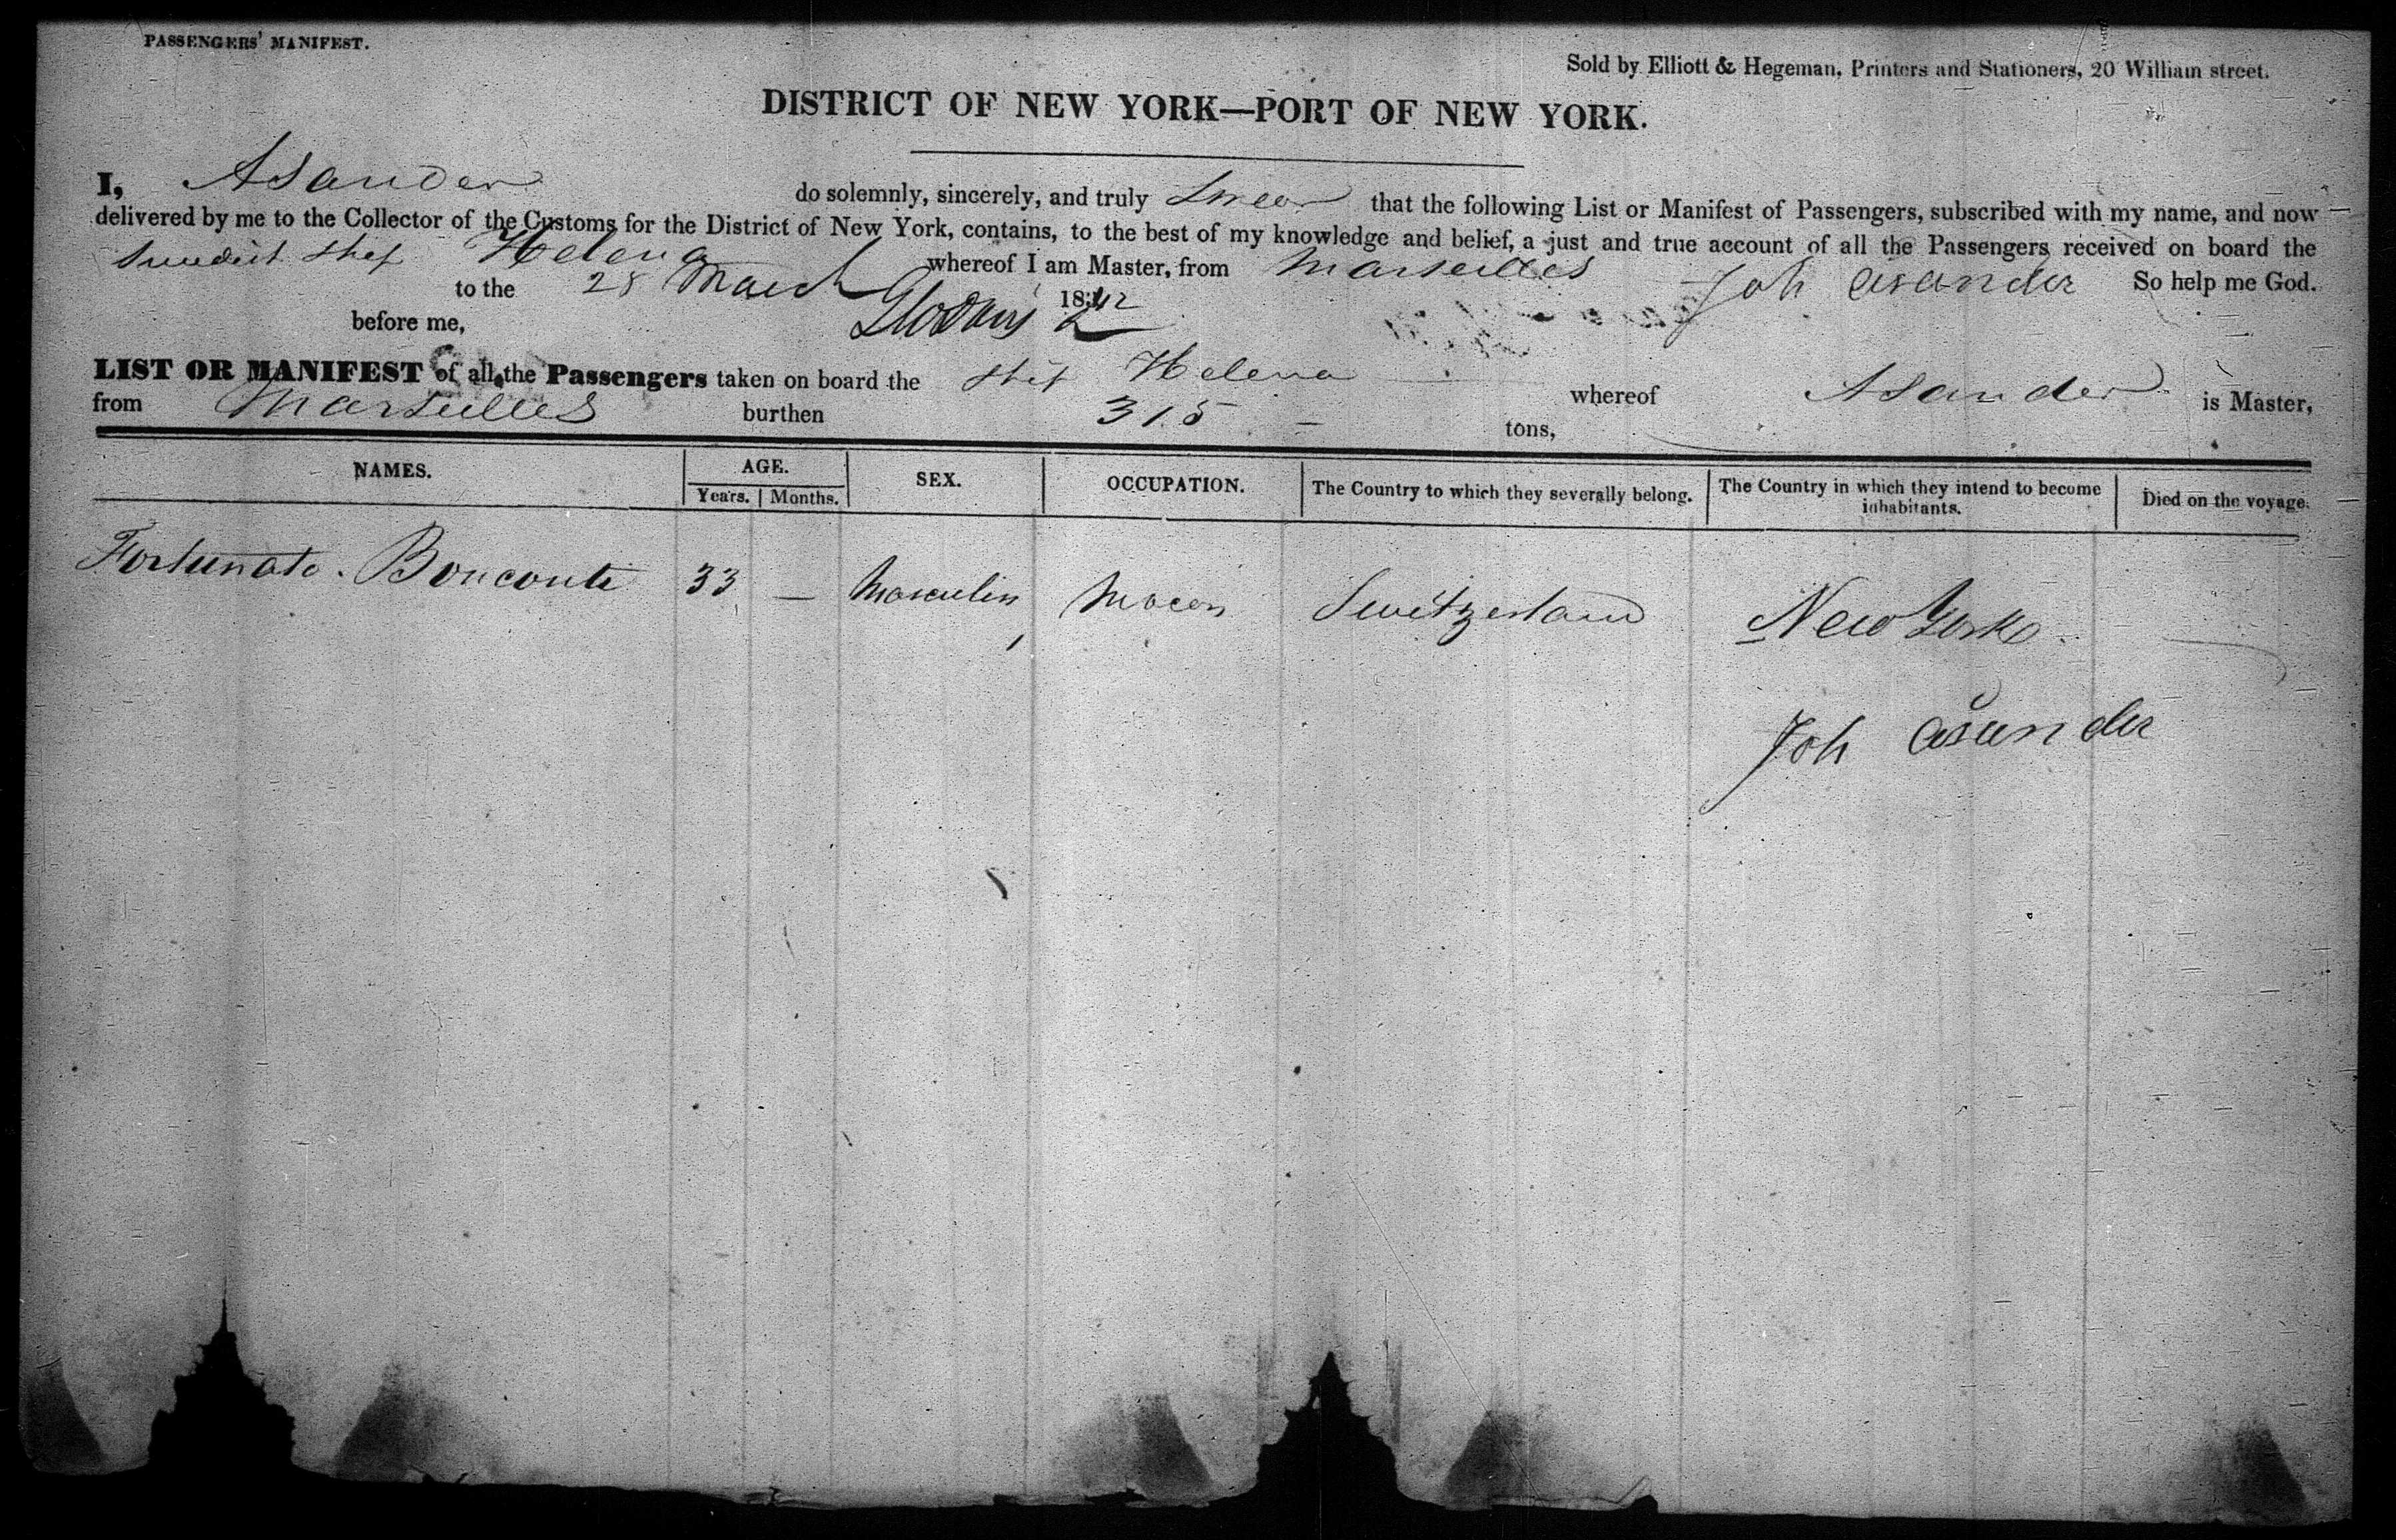 PASSENGERS' MANIFEST.
Sold by Elliott & Hegeman, Printers and Stationers, 20 William street.
DISTRICT OF NEW YORK—PORT OF NEW YORK.
I, Asander do solemnly, sincerely, and truly Swear that the following List or Manifest of Passengers, subscribed with my name, and now
delivered by me to the Collector of the Customs for the District of New York, contains, to the best of my knowledge and belief, a just and true account of all the Passengers received on board the
Swedish Ship Helena whereof I am Master, from Marseilles
to the 28 March 1842 Joh Asander So help me God.
before me,
LIST OR MANIFEST of all the Passengers taken on board the Ship Helena whereof Asander is Master,
from Marseilles burthen 315 — tons,
NAMES. AGE. SEX. OCCUPATION. The Country to which they severally belong. The Country in which they intend to become inhabitants. Died on the voyage.
Years. Months.
Fortunato Bonconti 33 — Masculin Macon Switzerland New York.
Joh Asander